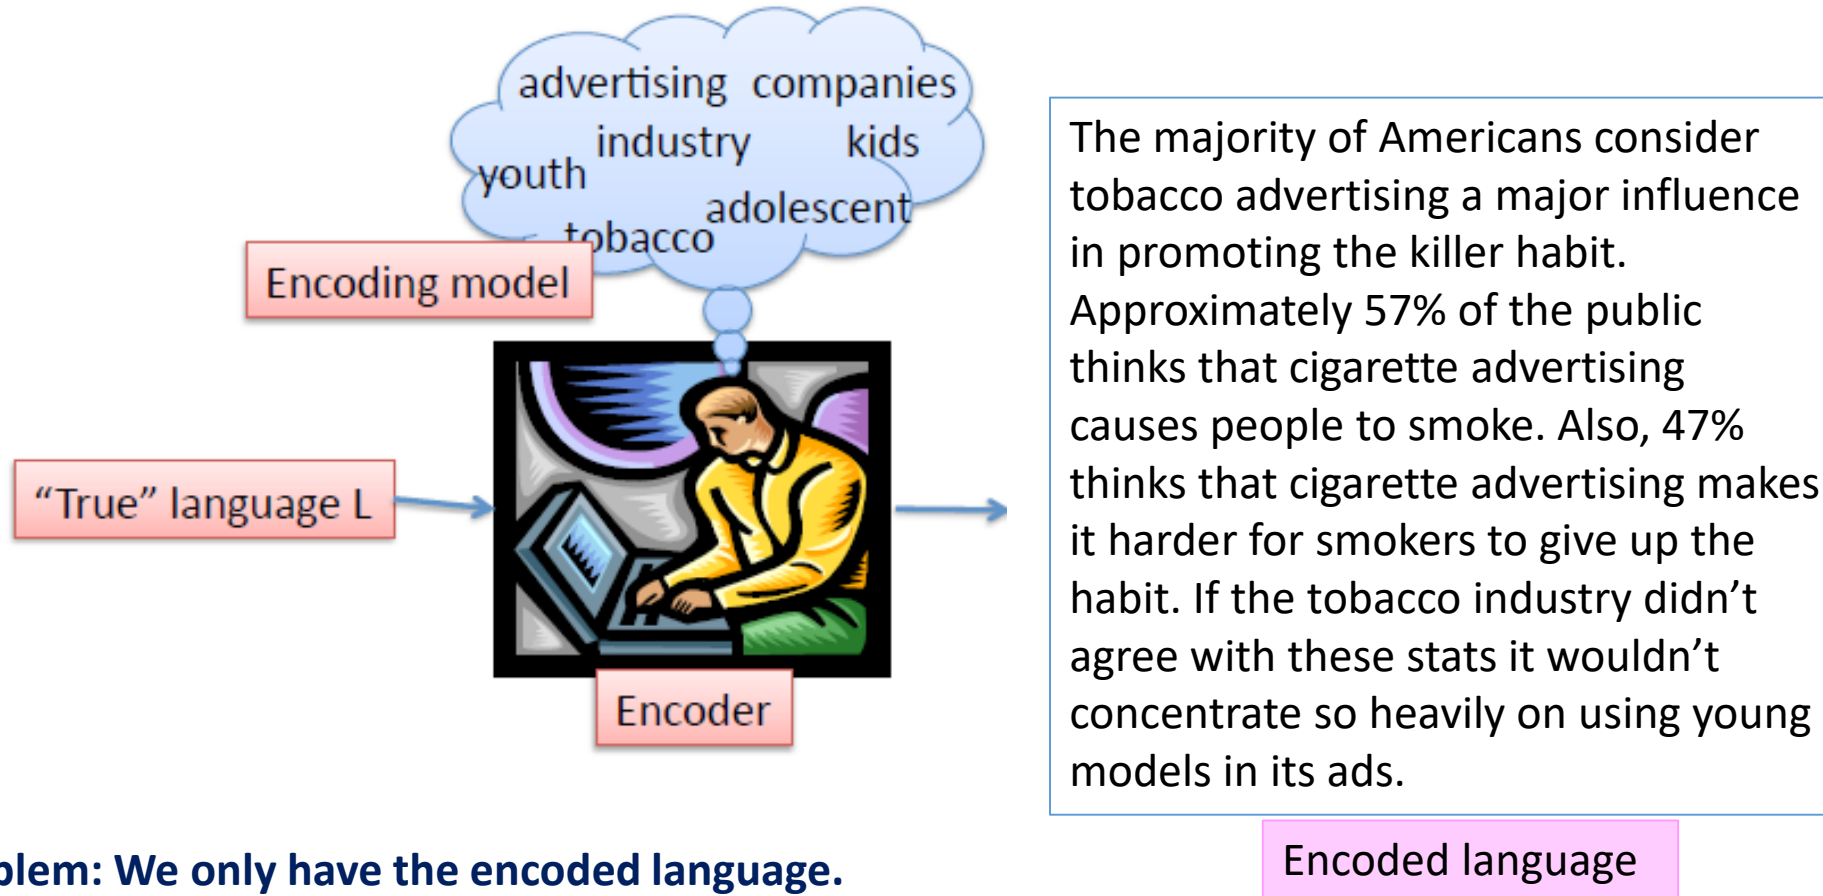 advertising companies
industry kids
youth
adolescent
tobacco
Encoding model
“True” language L
Encoder
The majority of Americans consider
tobacco advertising a major influence
in promoting the killer habit.
Approximately 57% of the public
thinks that cigarette advertising
causes people to smoke. Also, 47%
thinks that cigarette advertising makes
it harder for smokers to give up the
habit. If the tobacco industry didn’t
agree with these stats it wouldn’t
concentrate so heavily on using young
models in its ads.
Encoded language
blem: We only have the encoded language.